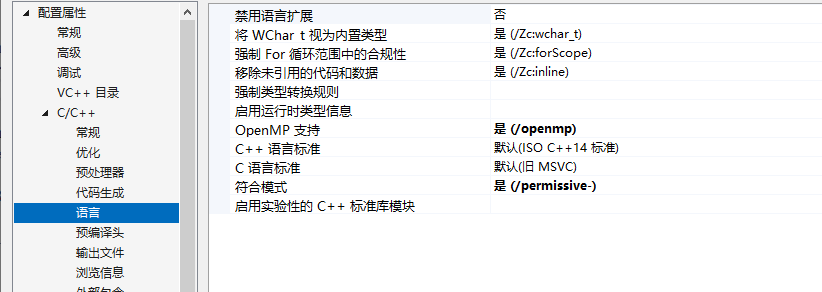 配置属性
常规
高级
调试
VC++ 目录
C/C++
常规
优化
预处理器
代码生成
语言
预编译头
输出文件
浏览信息
禁用语言扩展 否
将 WChar_t 视为内置类型 是 (/Zc:wchar_t)
强制 For 循环范围中的合规性 是 (/Zc:forScope)
移除未引用的代码和数据 是 (/Zc:inline)
强制类型转换规则
启用运行时类型信息
OpenMP 支持 是 (/openmp)
C++ 语言标准 默认(ISO C++14 标准)
C 语言标准 默认(旧 MSVC)
符合模式 是 (/permissive-)
启用实验性的 C++ 标准库模块